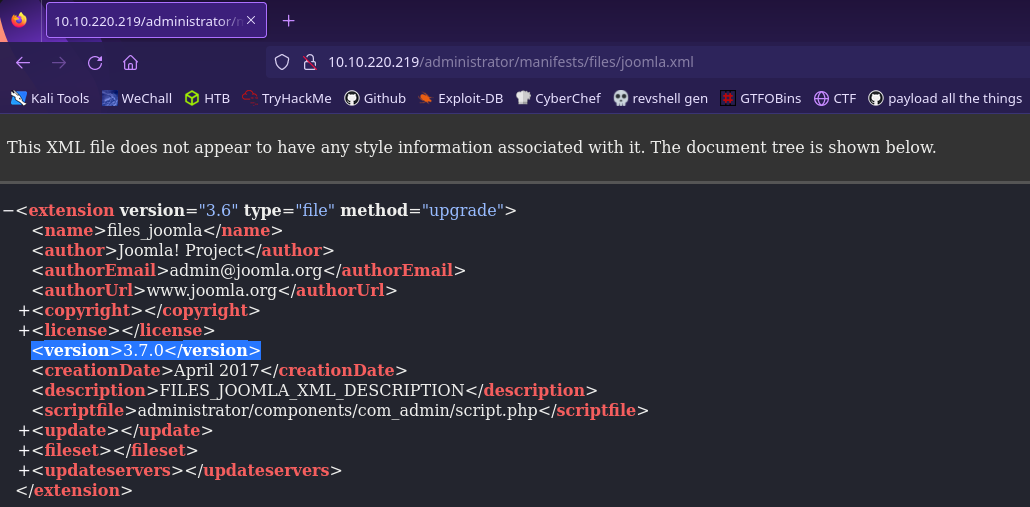 10.10.220.219/administrator/m
10.10.220.219/administrator/manifests/files/joomla.xml
Kali Tools WeChall HTB TryHackMe Github Exploit-DB CyberChef revshell gen GTFOBins CTF payload all the things
This XML file does not appear to have any style information associated with it. The document tree is shown below.
−<extension version="3.6" type="file" method="upgrade">
<name>files_joomla</name>
<author>Joomla! Project</author>
<authorEmail>admin@joomla.org</authorEmail>
<authorUrl>www.joomla.org</authorUrl>
+<copyright></copyright>
+<license></license>
<version>3.7.0</version>
<creationDate>April 2017</creationDate>
<description>FILES_JOOMLA_XML_DESCRIPTION</description>
<scriptfile>administrator/components/com_admin/script.php</scriptfile>
+<update></update>
+<fileset></fileset>
+<updateservers></updateservers>
</extension>